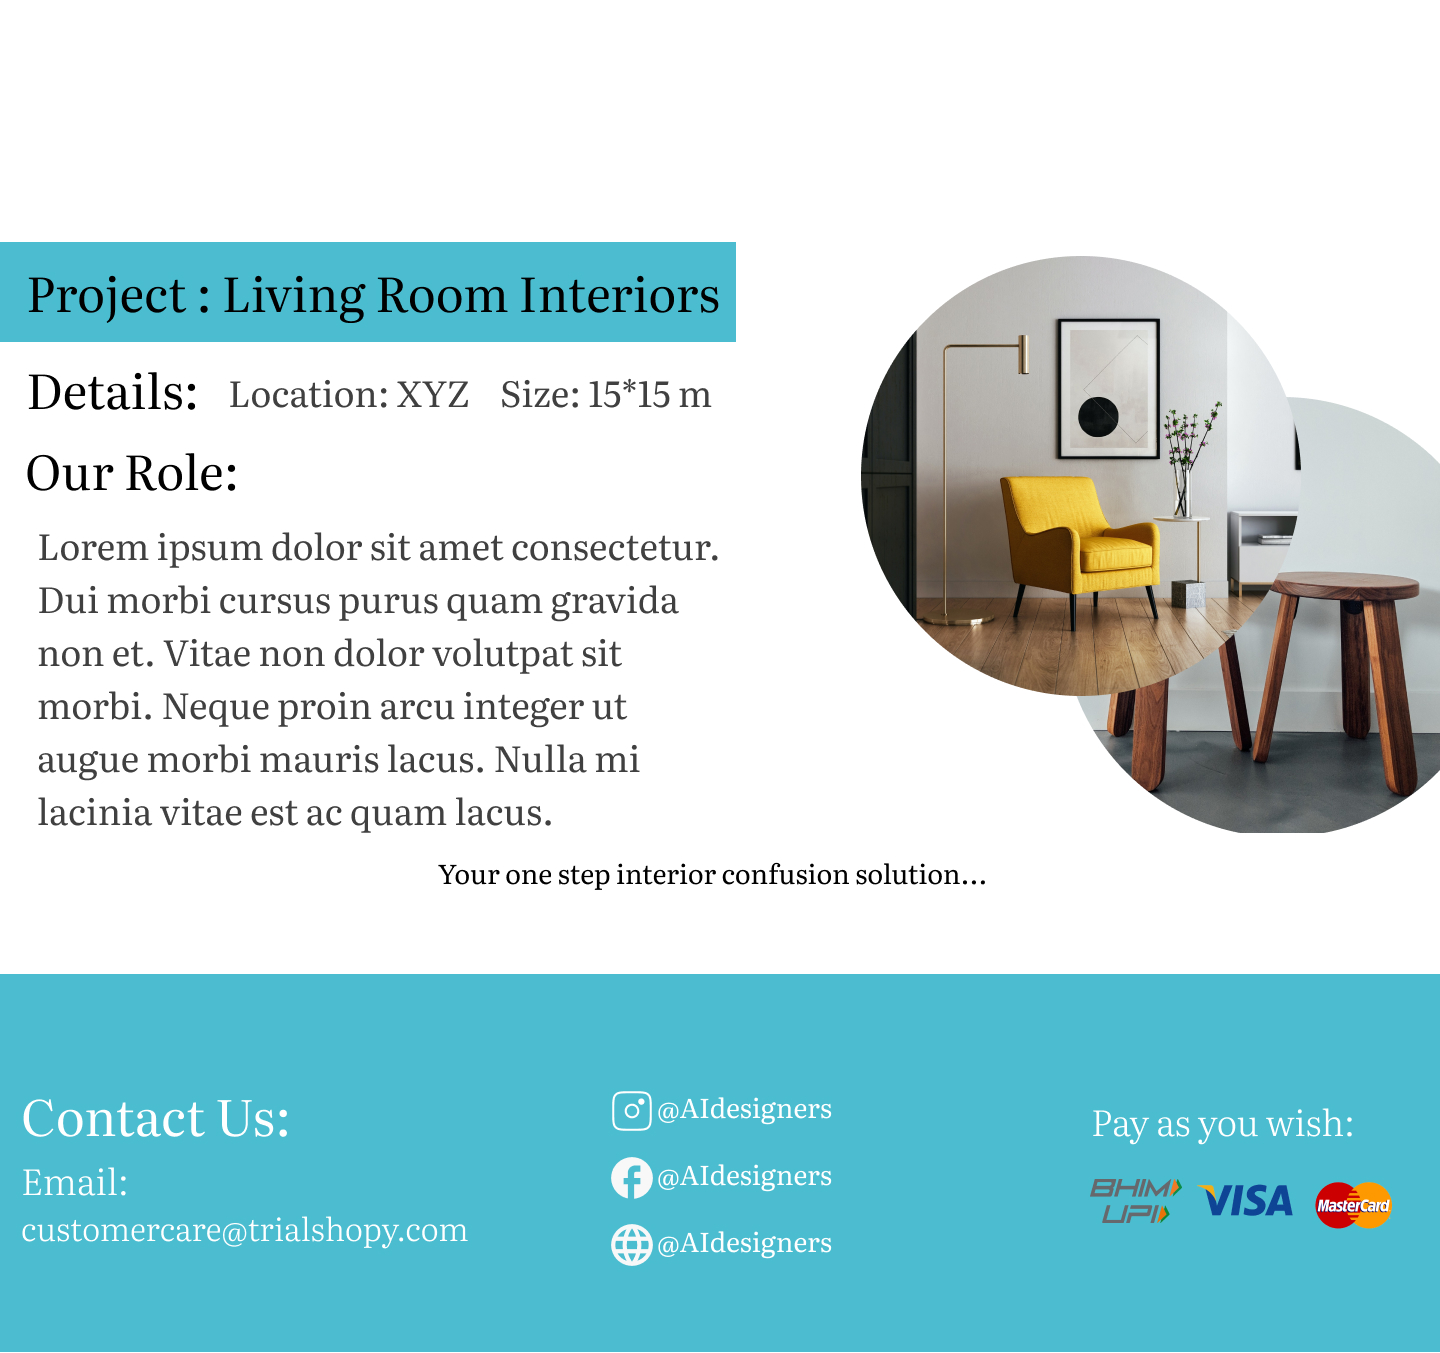 Project : Living Room Interiors
Details: Location: XYZ Size: 15*15 m
Our Role:
Lorem ipsum dolor sit amet consectetur.
Dui morbi cursus purus quam gravida
non et. Vitae non dolor volutpat sit
morbi. Neque proin arcu integer ut
augue morbi mauris lacus. Nulla mi
lacinia vitae est ac quam lacus.
Your one step interior confusion solution...
Contact Us:
Email:
customercare@trialshopy.com
@AIdesigners
@AIdesigners
@AIdesigners
Pay as you wish:
BHIM
UPI
VISA
MasterCard